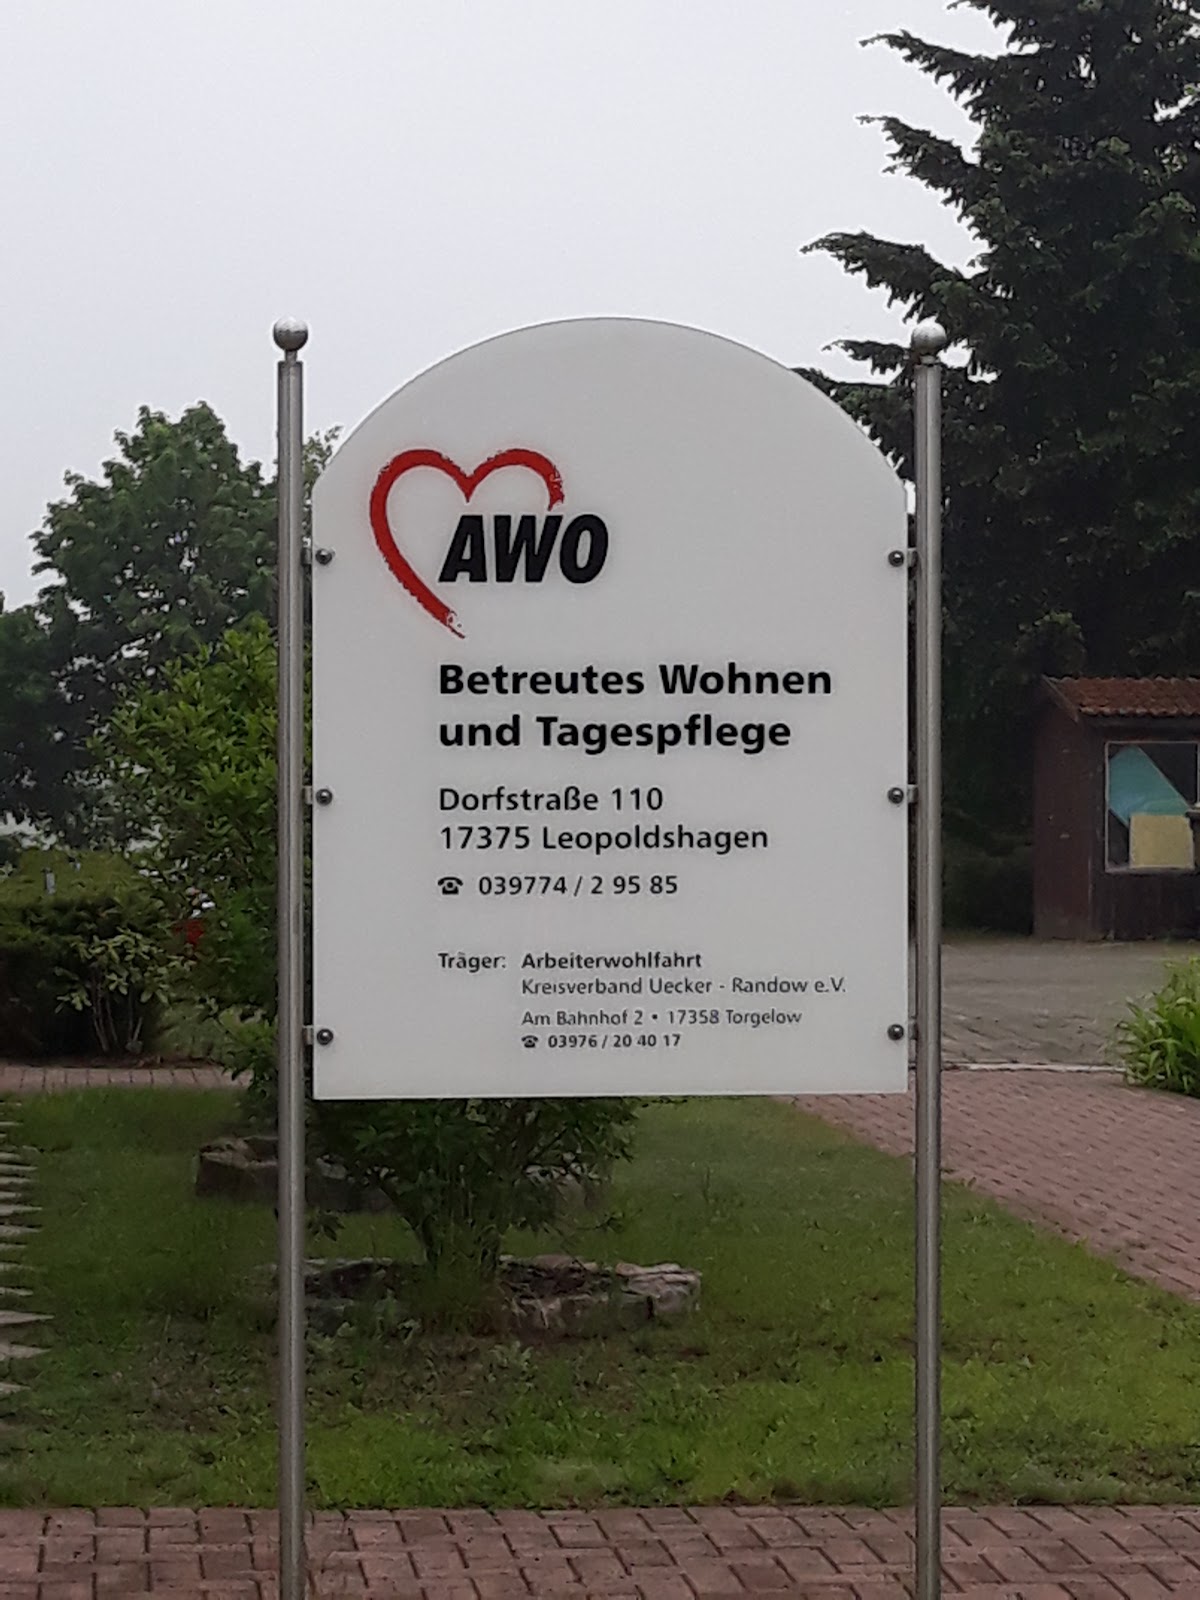 AWO
Betreutes Wohnen
und Tagespflege
Dorfstraße 110
17375 Leopoldshagen
☎ 039774 / 2 95 85
Träger: Arbeiterwohlfahrt
Kreisverband Uecker - Randow e.V.
Am Bahnhof 2 • 17358 Torgelow
☎ 03976 / 20 40 17